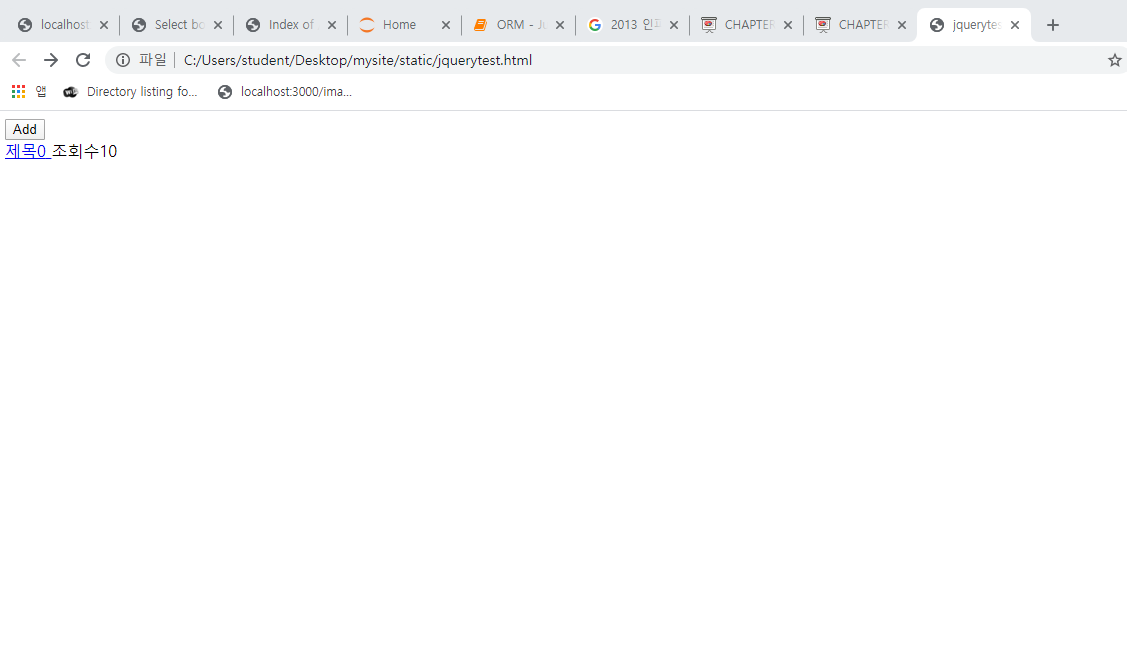 localhost
Select bo
Index of
Home
ORM - Ju
2013 인프
CHAPTER
CHAPTER
jquerytes
파일
C:/Users/student/Desktop/mysite/static/jquerytest.html
앱
Directory listing fo...
localhost:3000/ima...
Add
제목0 조회수10